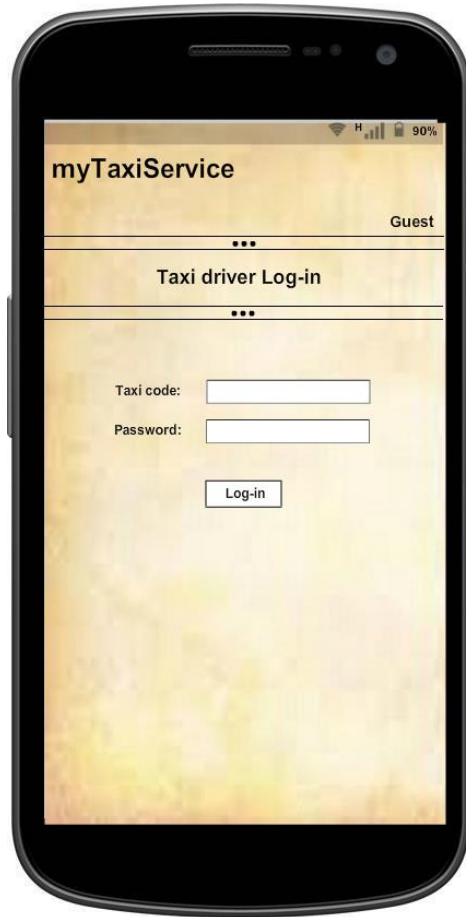 H 90%
myTaxiService
Guest
Taxi driver Log-in
Taxi code:
Password:
Log-in